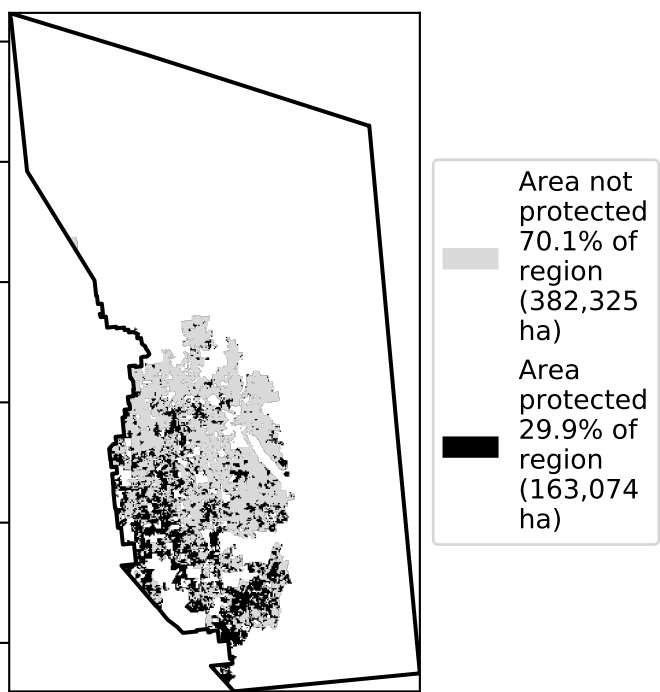 Area not
protected
70.1% of
region
(382,325
ha)
Area
protected
29.9% of
region
(163,074
ha)